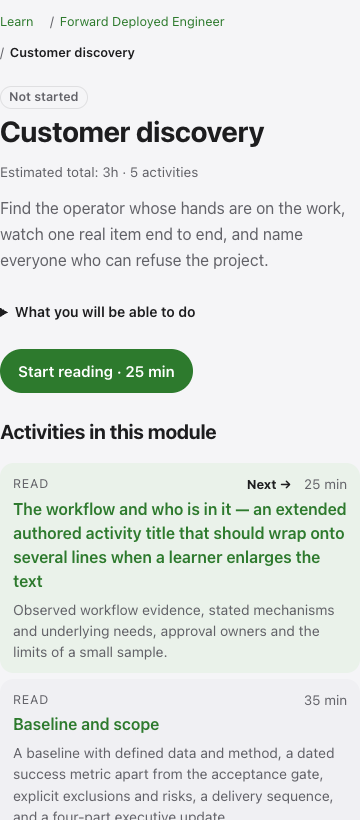 Learn / Forward Deployed Engineer
/ Customer discovery
Not started
Customer discovery
Estimated total: 3h · 5 activities
Find the operator whose hands are on the work,
watch one real item end to end, and name
everyone who can refuse the project.
What you will be able to do
Start reading · 25 min
Activities in this module
READ Next → 25 min
The workflow and who is in it — an extended
authored activity title that should wrap onto
several lines when a learner enlarges the
text
Observed workflow evidence, stated mechanisms
and underlying needs, approval owners and the
limits of a small sample.
READ 35 min
Baseline and scope
A baseline with defined data and method, a dated
success metric apart from the acceptance gate,
explicit exclusions and risks, a delivery sequence,
and a four-part executive update.